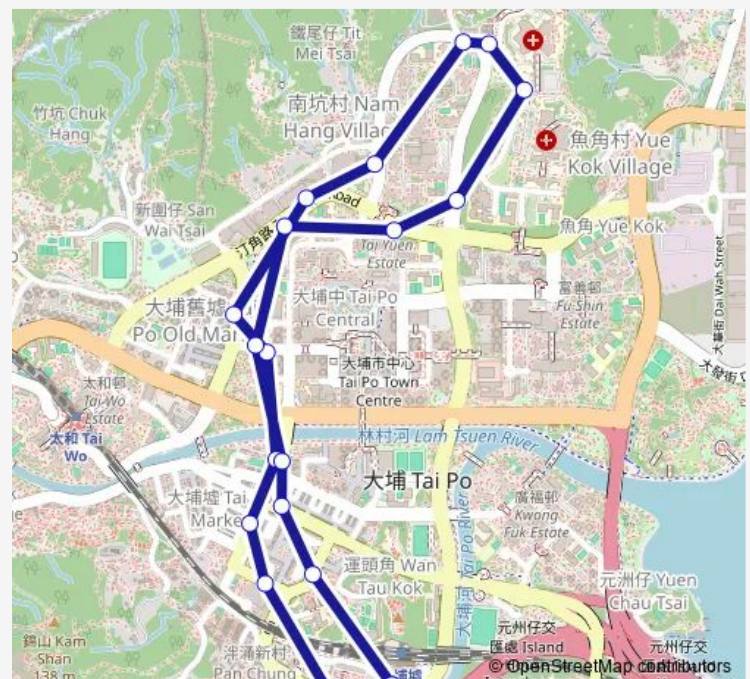 鐵尾仔 Tit
Mei Tsai
竹坑 Chuk
Hang
南坑村 Nam
Hang Villag
魚角村 Yue
Kok Village
新圍仔 San
Wai Tsai
汀角路
oad
Tai Yuen
Estate
魚角 Yue Kok
大埔舊墟
Po Old Mar
大埔中 Tai Po
Central
富善邨
Fu Shin
Estate
大華街 Dai Wah Street
大發街
太和邨
Tai Wo
Estate
大埔市中心
Tai Po Town
Centre
太和 Tai
Wo
林村河 Lam Tsuen River
大埔墟 Tai
Marke
大埔 Tai Po
廣福邨
Kwong
Fuk Estate
大埔河 Tai Po River
運頭角 Wan
Tau Kok
元洲仔 Yuen
Chau Tsai
錦山 Kam
Shan
138 m
泮涌新村
Pan Chung
元州仔交
匯處 Island
元州仔交
© OpenStreetMap contributors